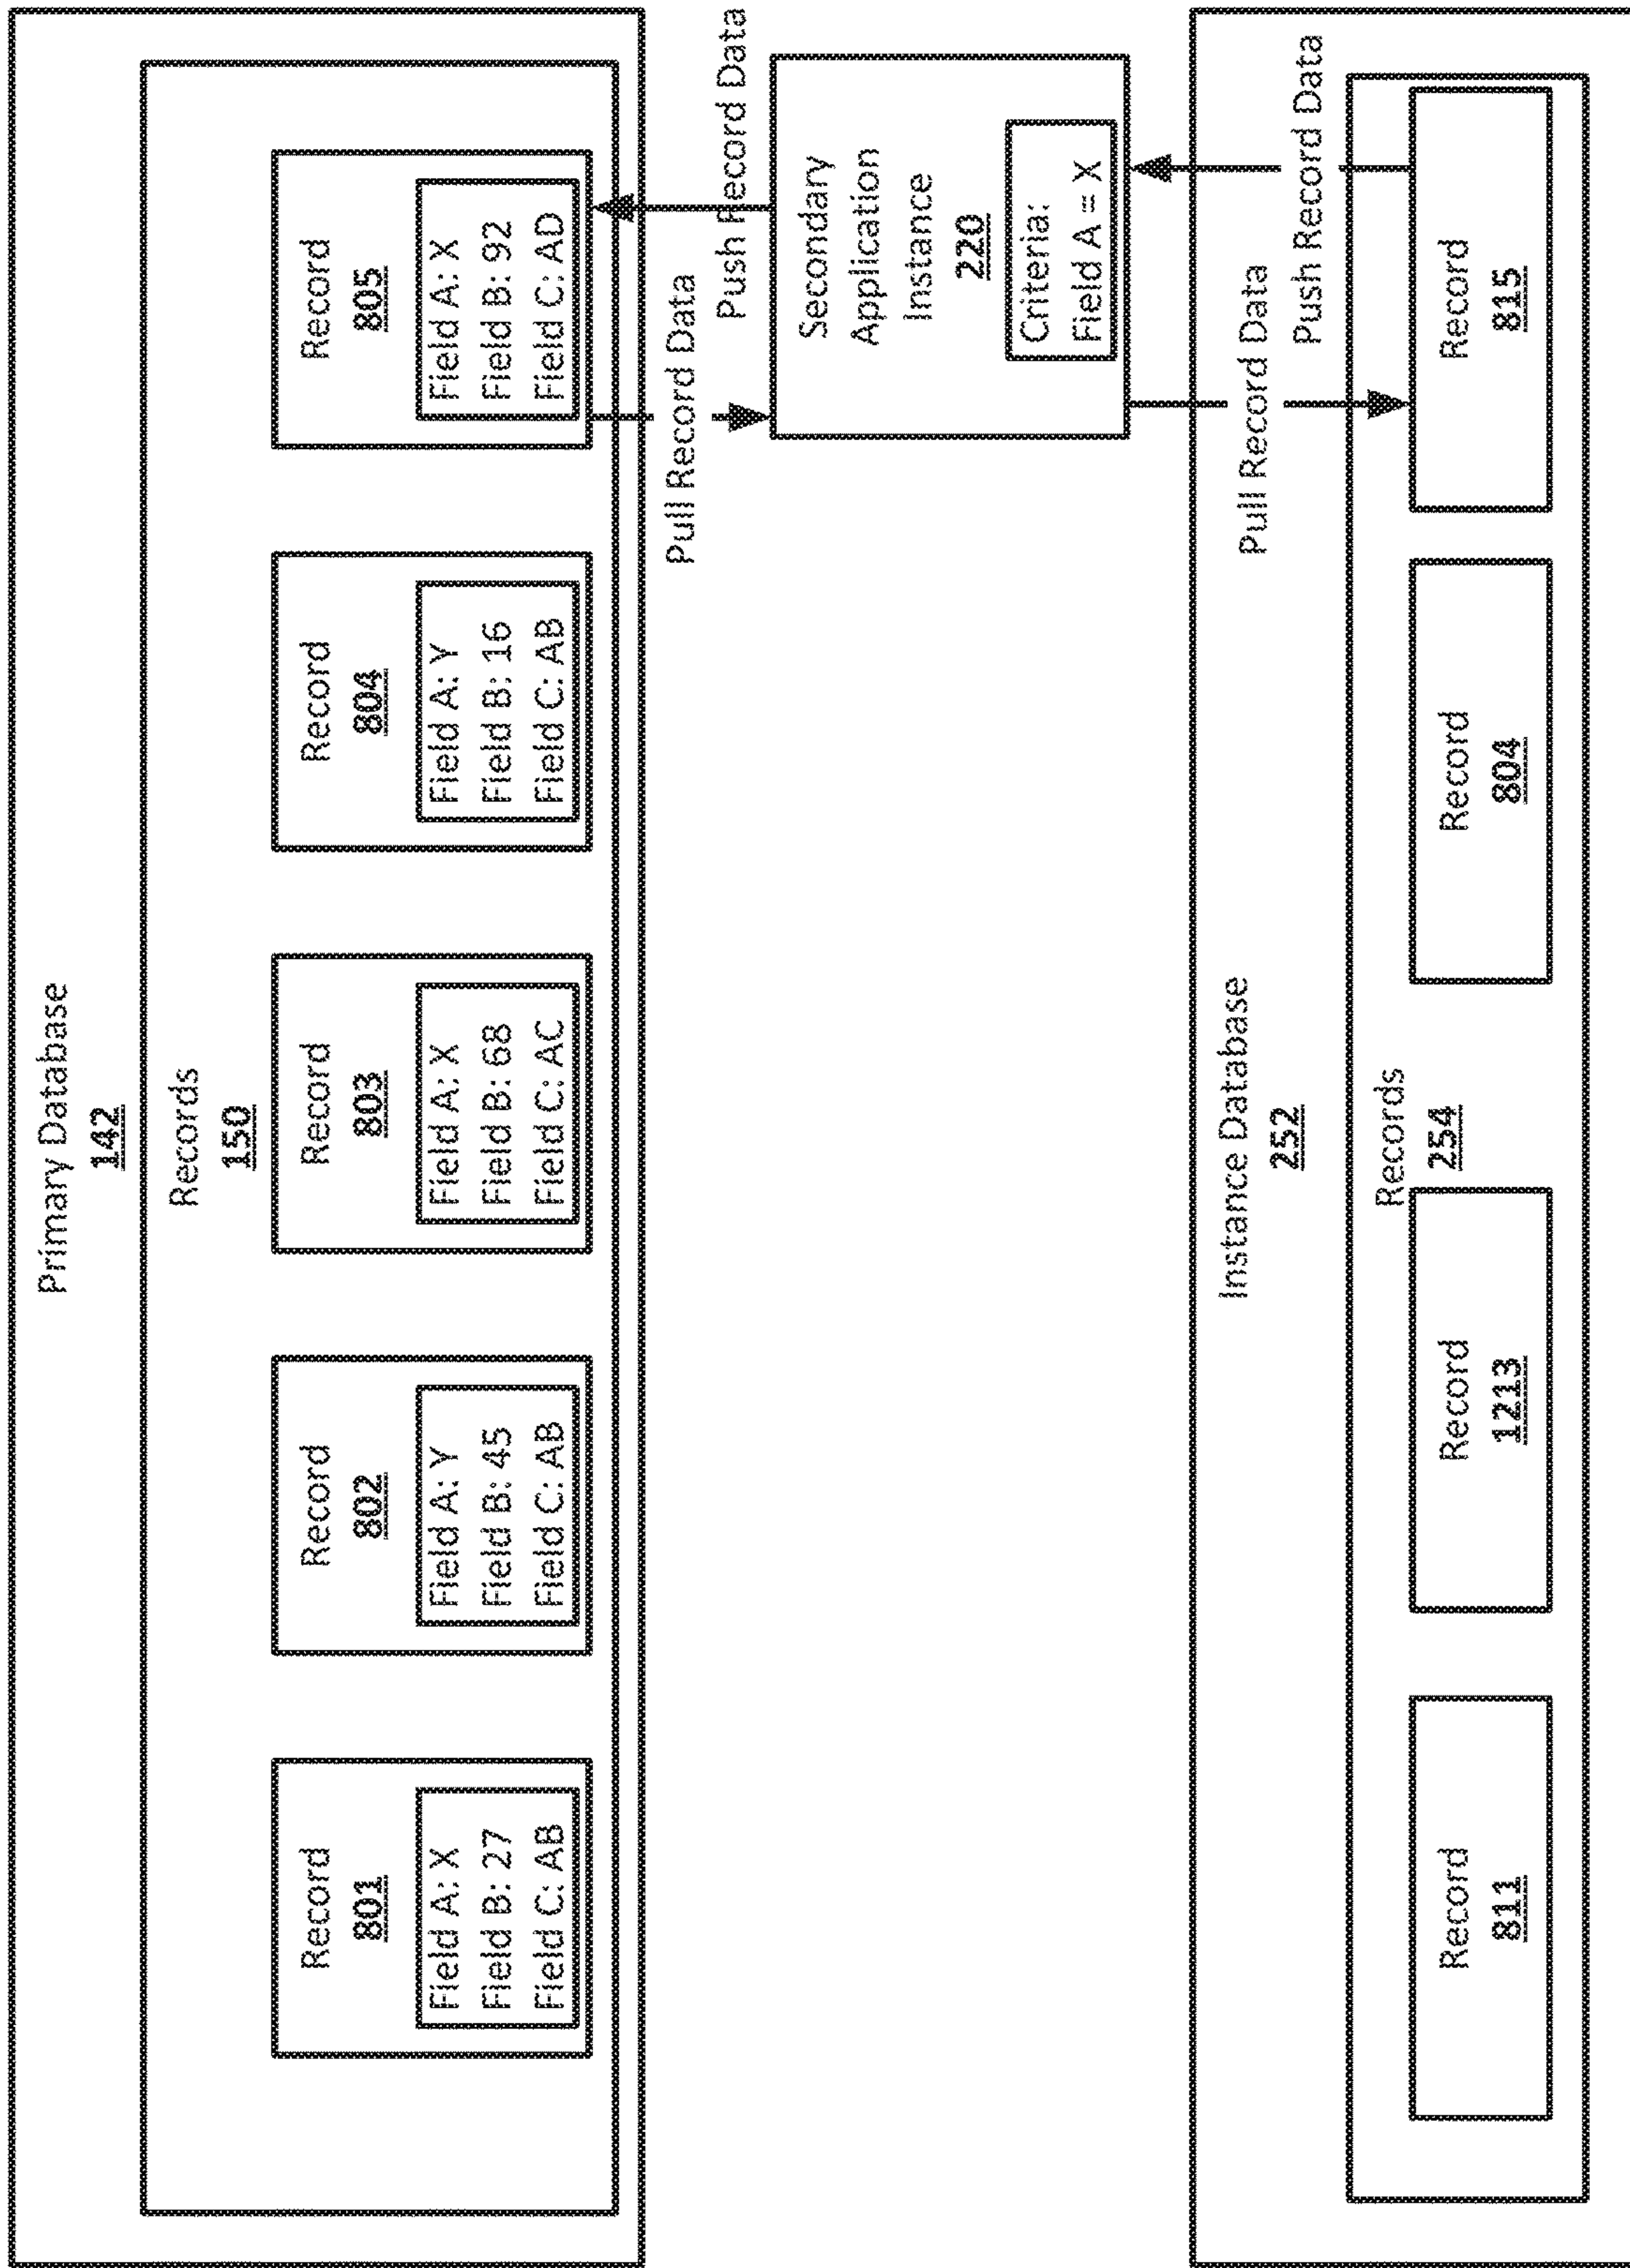 Primary Database
142
Records
150
Record
801
Field A: X
Field B: 27
Field C: AB
Record
802
Field A: Y
Field B: 45
Field C: AB
Record
803
Field A: X
Field B: 68
Field C: AC
Record
804
Field A: Y
Field B: 16
Field C: AB
Record
805
Field A: X
Field B: 92
Field C: AD
Pull Record Data
Push Record Data
Secondary
Application
Instance
220
Criteria:
Field A = X
Instance Database
252
Pull Record Data
Push Record Data
Records
254
Record
811
Record
1213
Record
804
Record
815